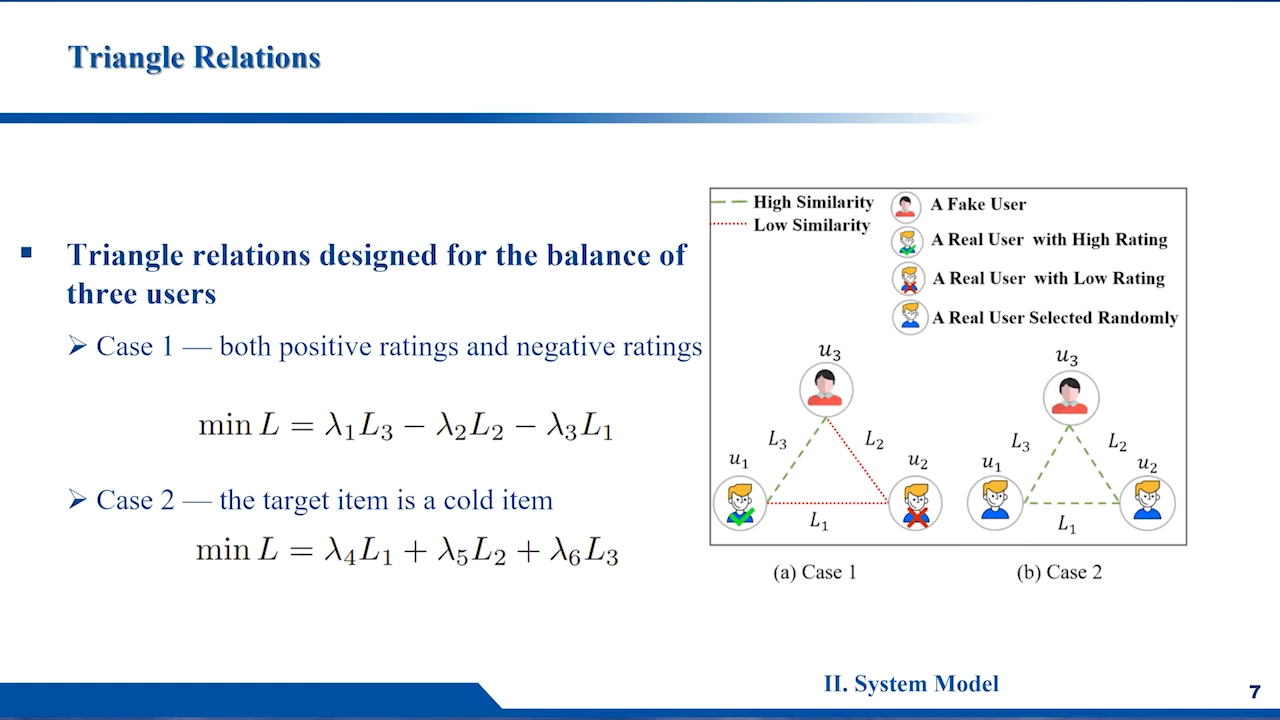 Triangle Relations
▪ Triangle relations designed for the balance of
three users
➢ Case 1 — both positive ratings and negative ratings
min L = λ₁L₃ − λ₂L₂ − λ₃L₁
➢ Case 2 — the target item is a cold item
min L = λ₄L₁ + λ₅L₂ + λ₆L₃
High Similarity
Low Similarity
A Fake User
A Real User with High Rating
A Real User with Low Rating
A Real User Selected Randomly
u₃
L₃
L₂
u₁
u₂
L₁
(a) Case 1
u₃
L₃
L₂
u₁
u₂
L₁
(b) Case 2
II. System Model
7